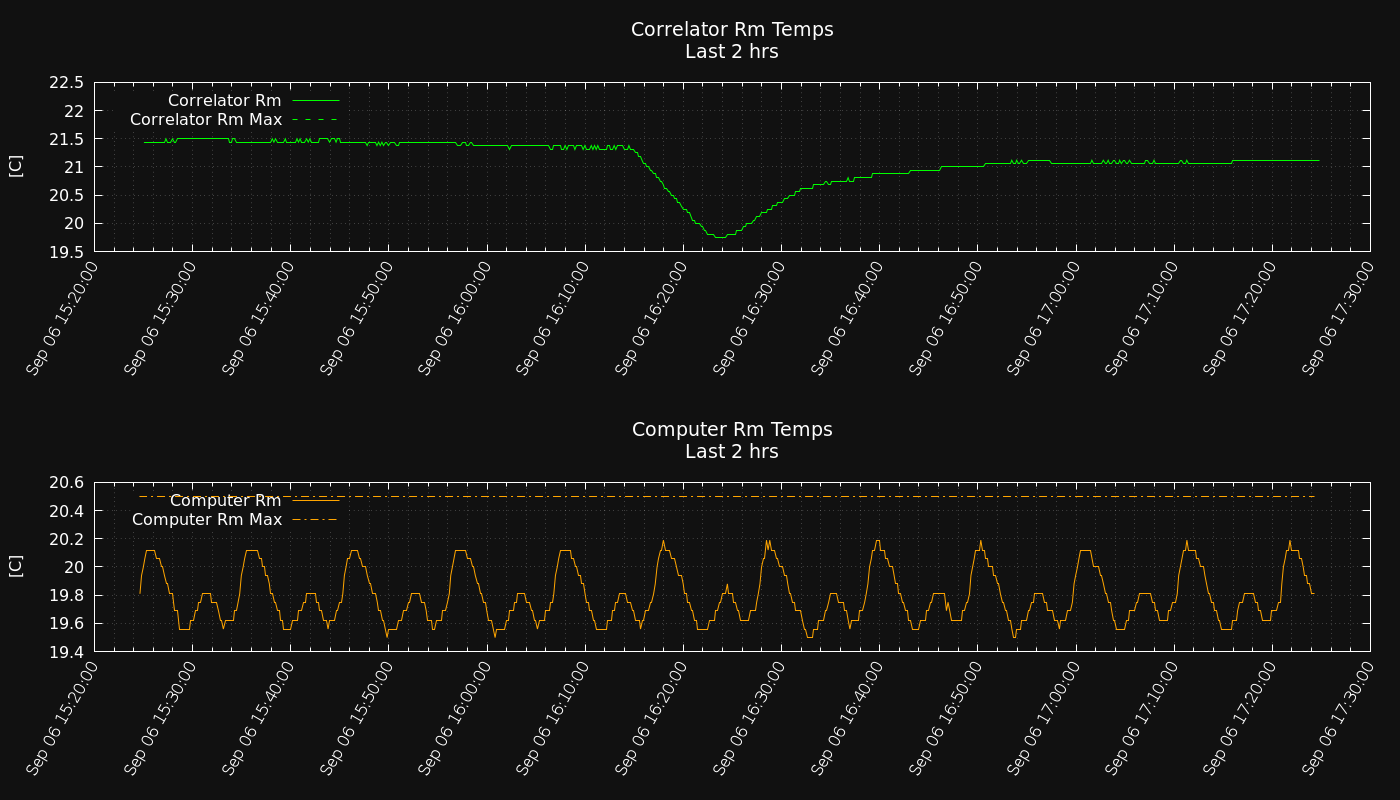 Correlator Rm Temps
Last 2 hrs
22.5
22
21.5
21
20.5
20
19.5
[C]
Correlator Rm
Correlator Rm Max
Sep 06 15:20:00
Sep 06 15:30:00
Sep 06 15:40:00
Sep 06 15:50:00
Sep 06 16:00:00
Sep 06 16:10:00
Sep 06 16:20:00
Sep 06 16:30:00
Sep 06 16:40:00
Sep 06 16:50:00
Sep 06 17:00:00
Sep 06 17:10:00
Sep 06 17:20:00
Sep 06 17:30:00
Computer Rm Temps
Last 2 hrs
20.6
20.4
20.2
20
19.8
19.6
19.4
[C]
Computer Rm
Computer Rm Max
Sep 06 15:20:00
Sep 06 15:30:00
Sep 06 15:40:00
Sep 06 15:50:00
Sep 06 16:00:00
Sep 06 16:10:00
Sep 06 16:20:00
Sep 06 16:30:00
Sep 06 16:40:00
Sep 06 16:50:00
Sep 06 17:00:00
Sep 06 17:10:00
Sep 06 17:20:00
Sep 06 17:30:00